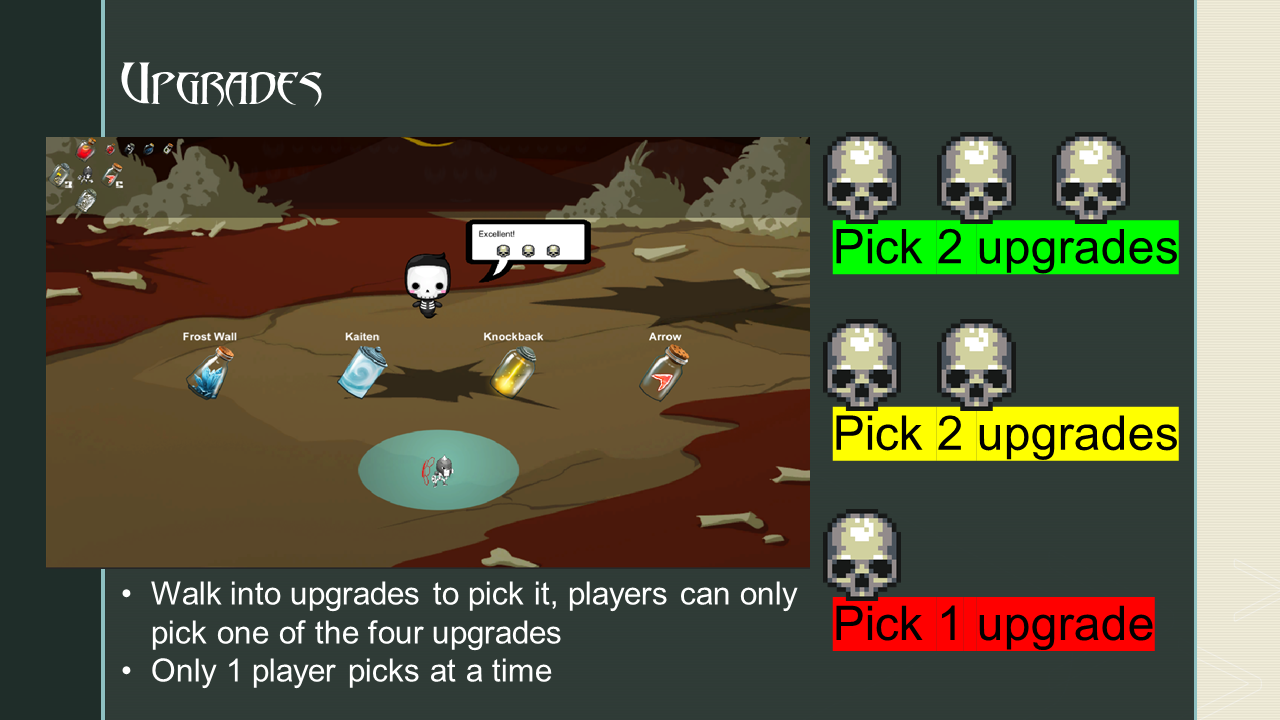 Upgrades
Excellent!
Frost Wall
Kaiten
Knockback
Arrow
Pick 2 upgrades
Pick 2 upgrades
Pick 1 upgrade
• Walk into upgrades to pick it, players can only
pick one of the four upgrades
• Only 1 player picks at a time